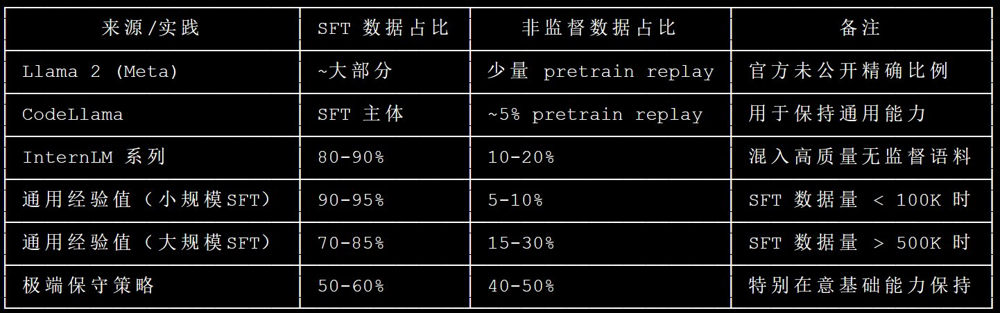 来源/实践 SFT 数据占比 非监督数据占比 备注
Llama 2 (Meta) ~大部分 少量 pretrain replay 官方未公开精确比例
CodeLlama SFT 主体 ~5% pretrain replay 用于保持通用能力
InternLM 系列 80-90% 10-20% 混入高质量无监督语料
通用经验值（小规模SFT） 90-95% 5-10% SFT 数据量 < 100K 时
通用经验值（大规模SFT） 70-85% 15-30% SFT 数据量 > 500K 时
极端保守策略 50-60% 40-50% 特别在意基础能力保持